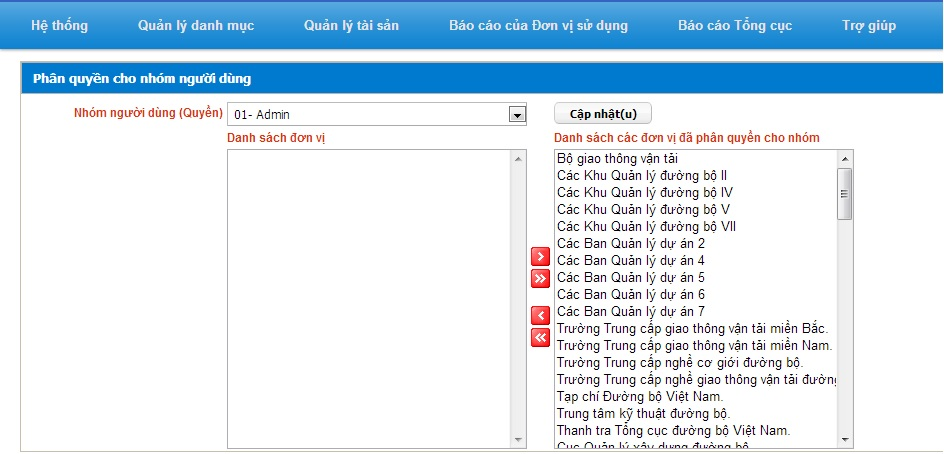 Hệ thống Quản lý danh mục Quản lý tài sản Báo cáo của Đơn vị sử dụng Báo cáo Tổng cục Trợ giúp
Phân quyền cho nhóm người dùng
Nhóm người dùng (Quyền) 01- Admin Cập nhật(u)
Danh sách đơn vị Danh sách các đơn vị đã phân quyền cho nhóm
Bộ giao thông vận tải
Các Khu Quản lý đường bộ II
Các Khu Quản lý đường bộ IV
Các Khu Quản lý đường bộ V
Các Khu Quản lý đường bộ VII
Các Ban Quản lý dự án 2
Các Ban Quản lý dự án 4
Các Ban Quản lý dự án 5
Các Ban Quản lý dự án 6
Các Ban Quản lý dự án 7
Trường Trung cấp giao thông vận tải miền Bắc.
Trường Trung cấp giao thông vận tải miền Nam.
Trường Trung cấp nghề cơ giới đường bộ.
Trường Trung cấp nghề giao thông vận tải đường
Tạp chí Đường bộ Việt Nam.
Trung tâm kỹ thuật đường bộ.
Thanh tra Tổng cục đường bộ Việt Nam.
Cục Quản lý xây dựng đường bộ